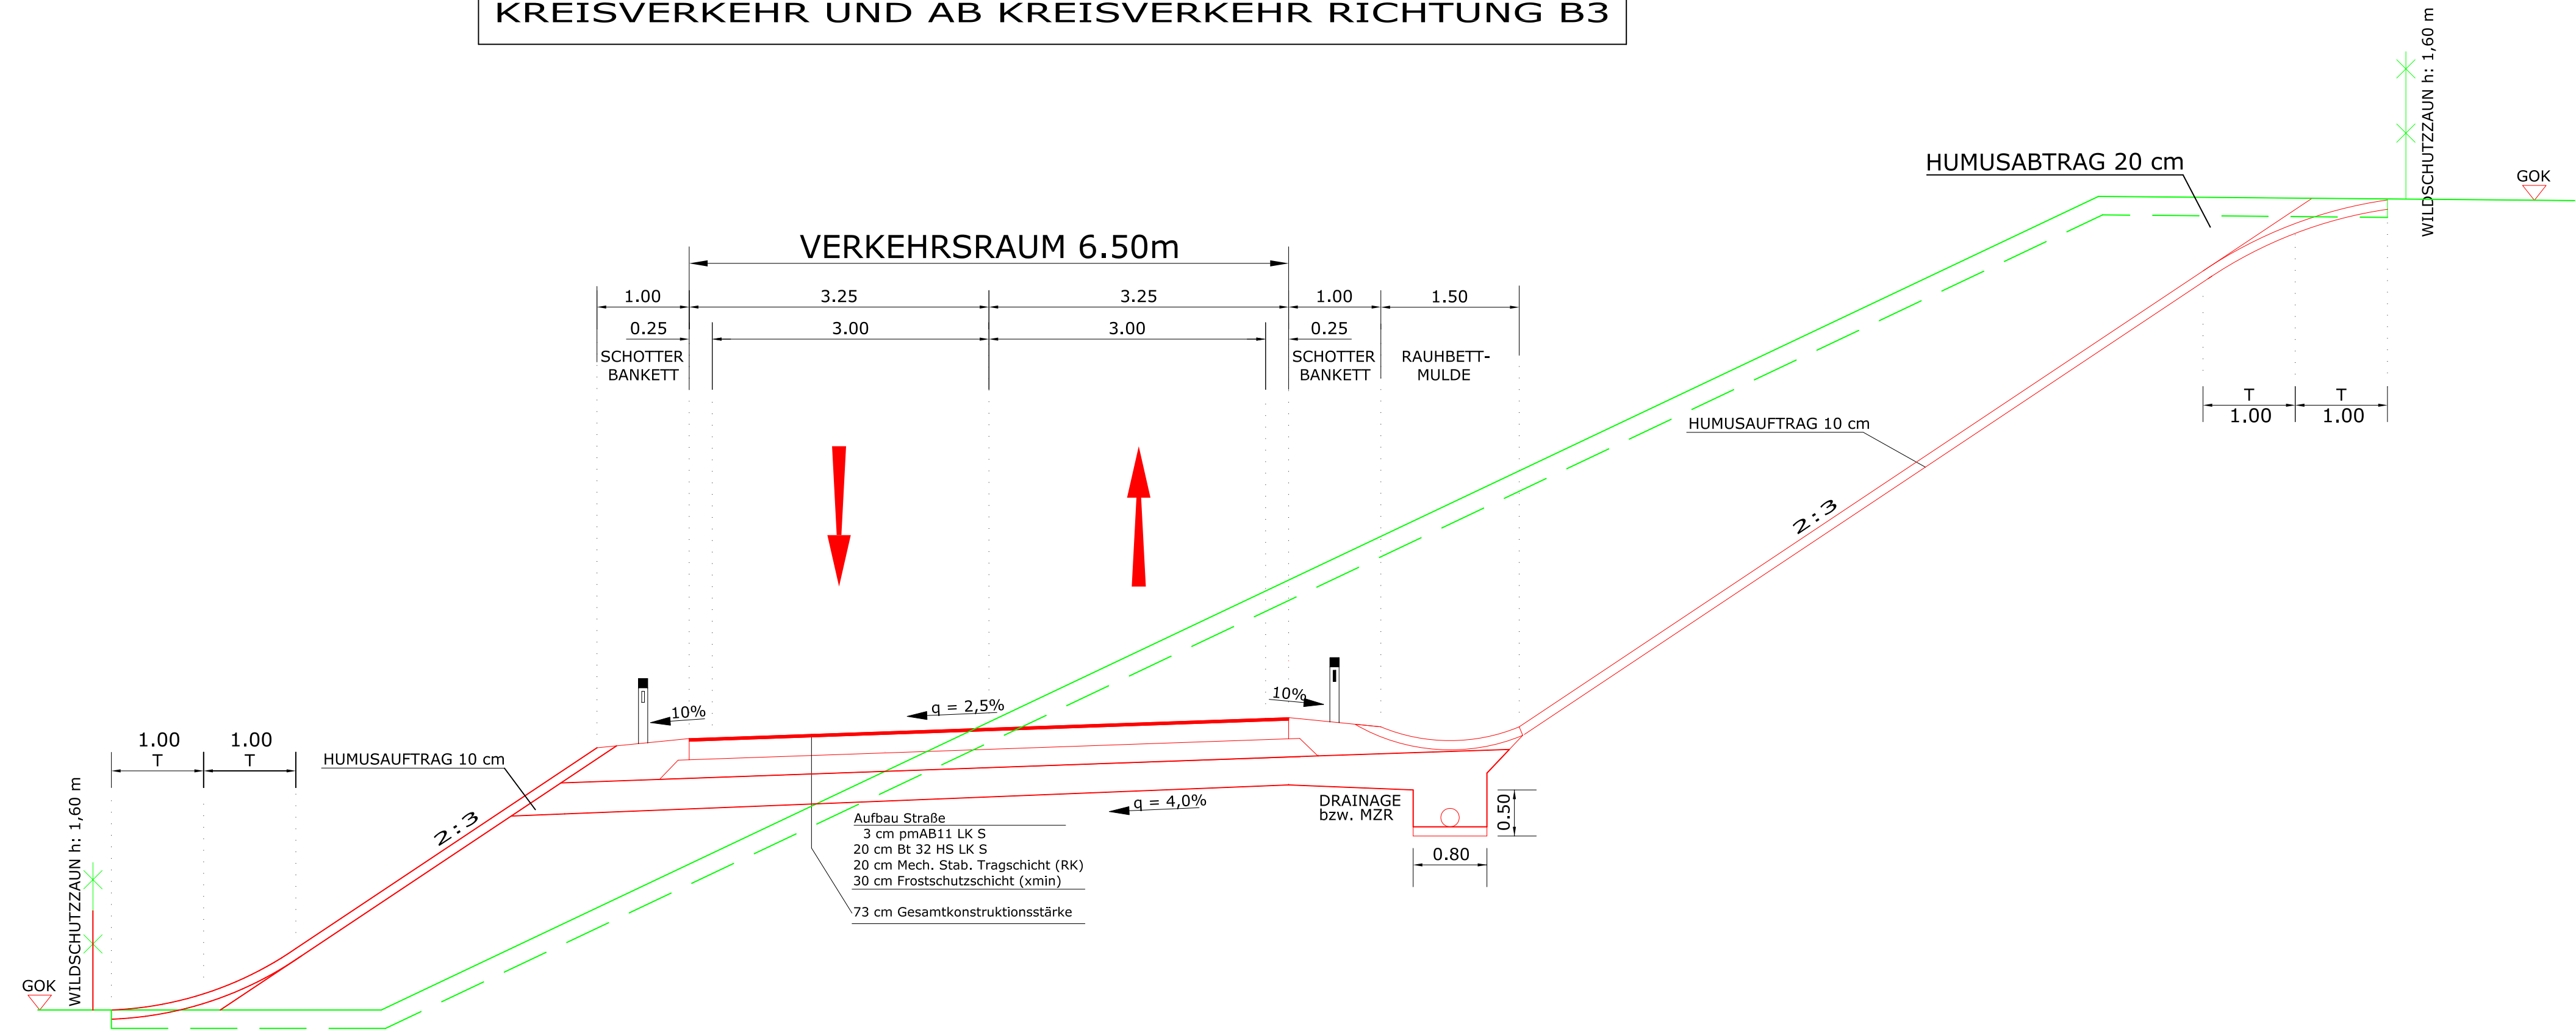 KREISVERKEHR UND AB KREISVERKEHR RICHTUNG B3
WILDSCHUTZZAUN h: 1,60 m
GOK
HUMUSABTRAG 20 cm
VERKEHRSRAUM 6.50m
1.00 3.25 3.25 1.00 1.50
0.25 3.00 3.00 0.25
SCHOTTER
BANKETT
SCHOTTER
BANKETT
RAUHBETT-
MULDE
T T
1.00 1.00
HUMUSAUFTRAG 10 cm
2:3
10%
q = 2,5%
10%
1.00 1.00
T T
HUMUSAUFTRAG 10 cm
2:3
WILDSCHUTZZAUN h: 1,60 m
GOK
q = 4,0%
DRAINAGE
bzw. MZR
0.50
0.80
Aufbau Straße
3 cm pmAB11 LK S
20 cm Bt 32 HS LK S
20 cm Mech. Stab. Tragschicht (RK)
30 cm Frostschutzschicht (xmin)
73 cm Gesamtkonstruktionsstärke